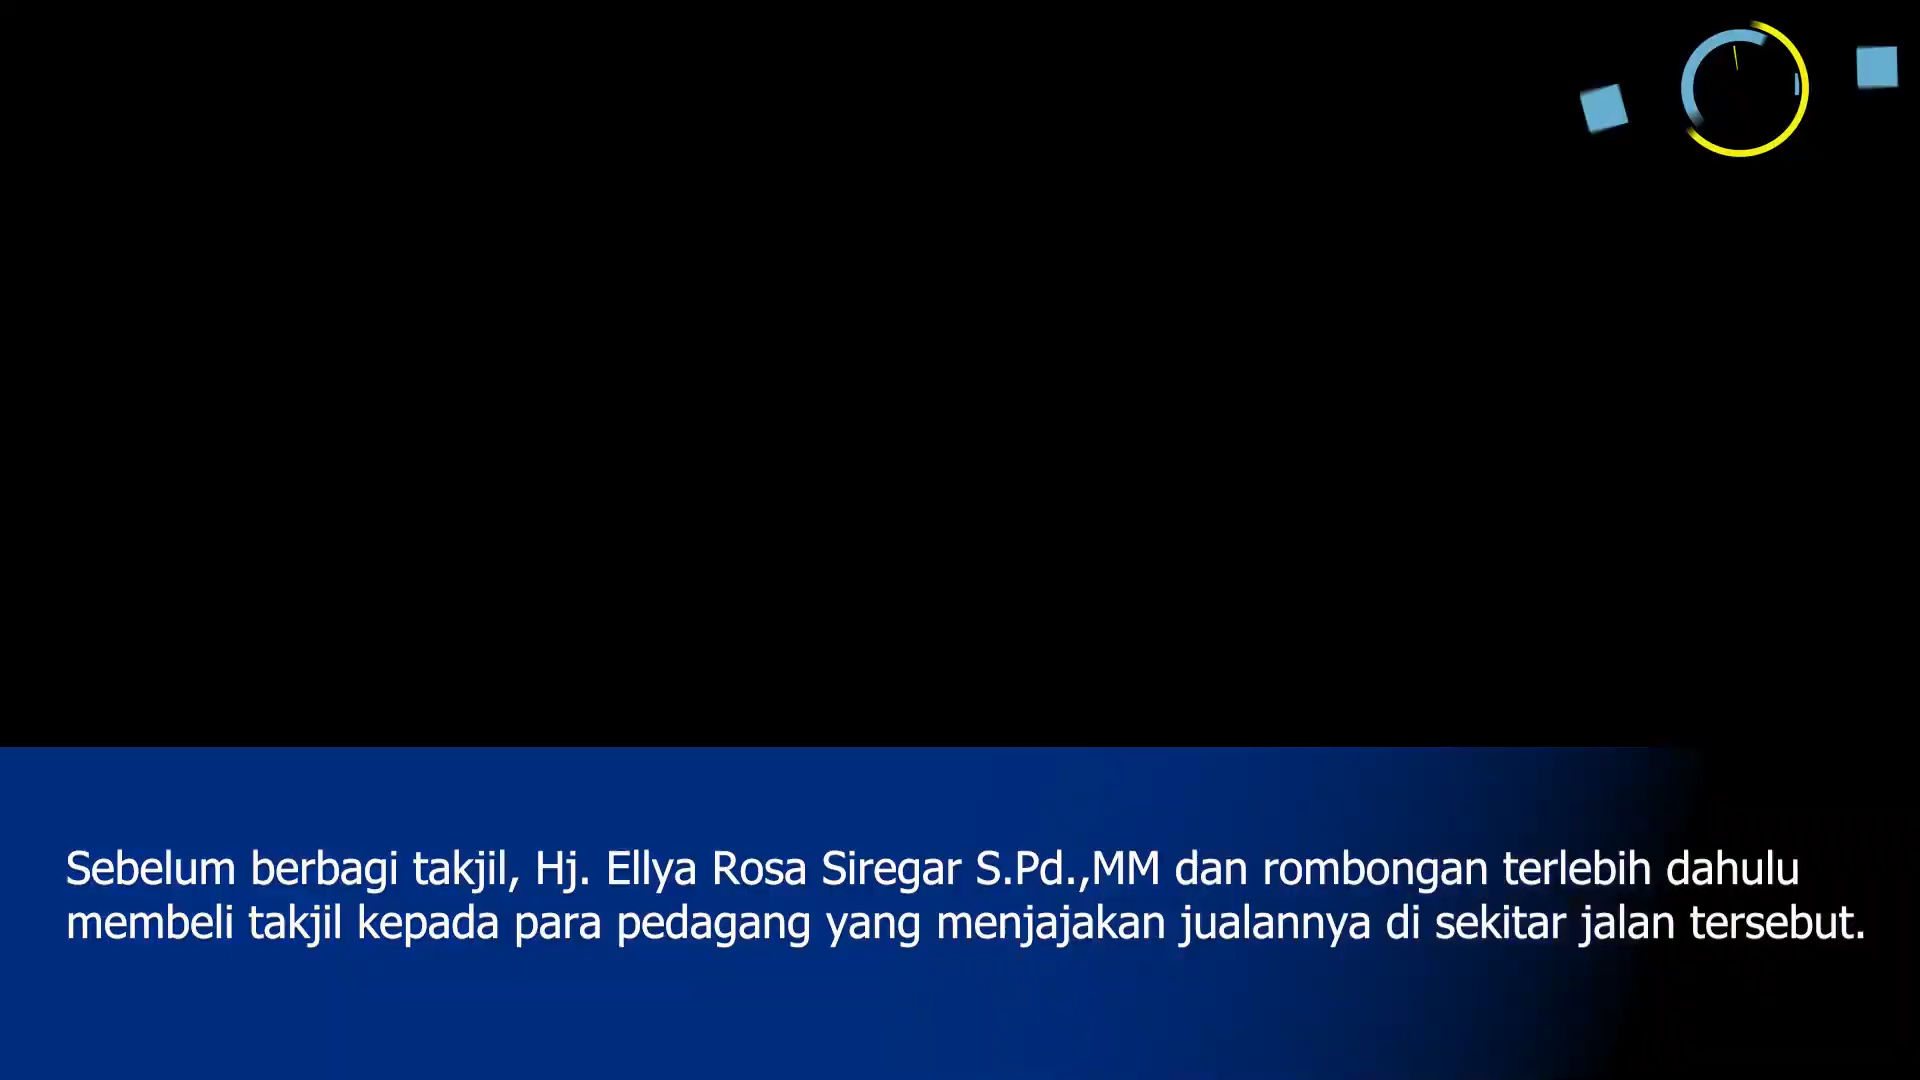 Sebelum berbagi takjil, Hj. Ellya Rosa Siregar S.Pd.,MM dan rombongan terlebih dahulu
membeli takjil kepada para pedagang yang menjajakan jualannya di sekitar jalan tersebut.